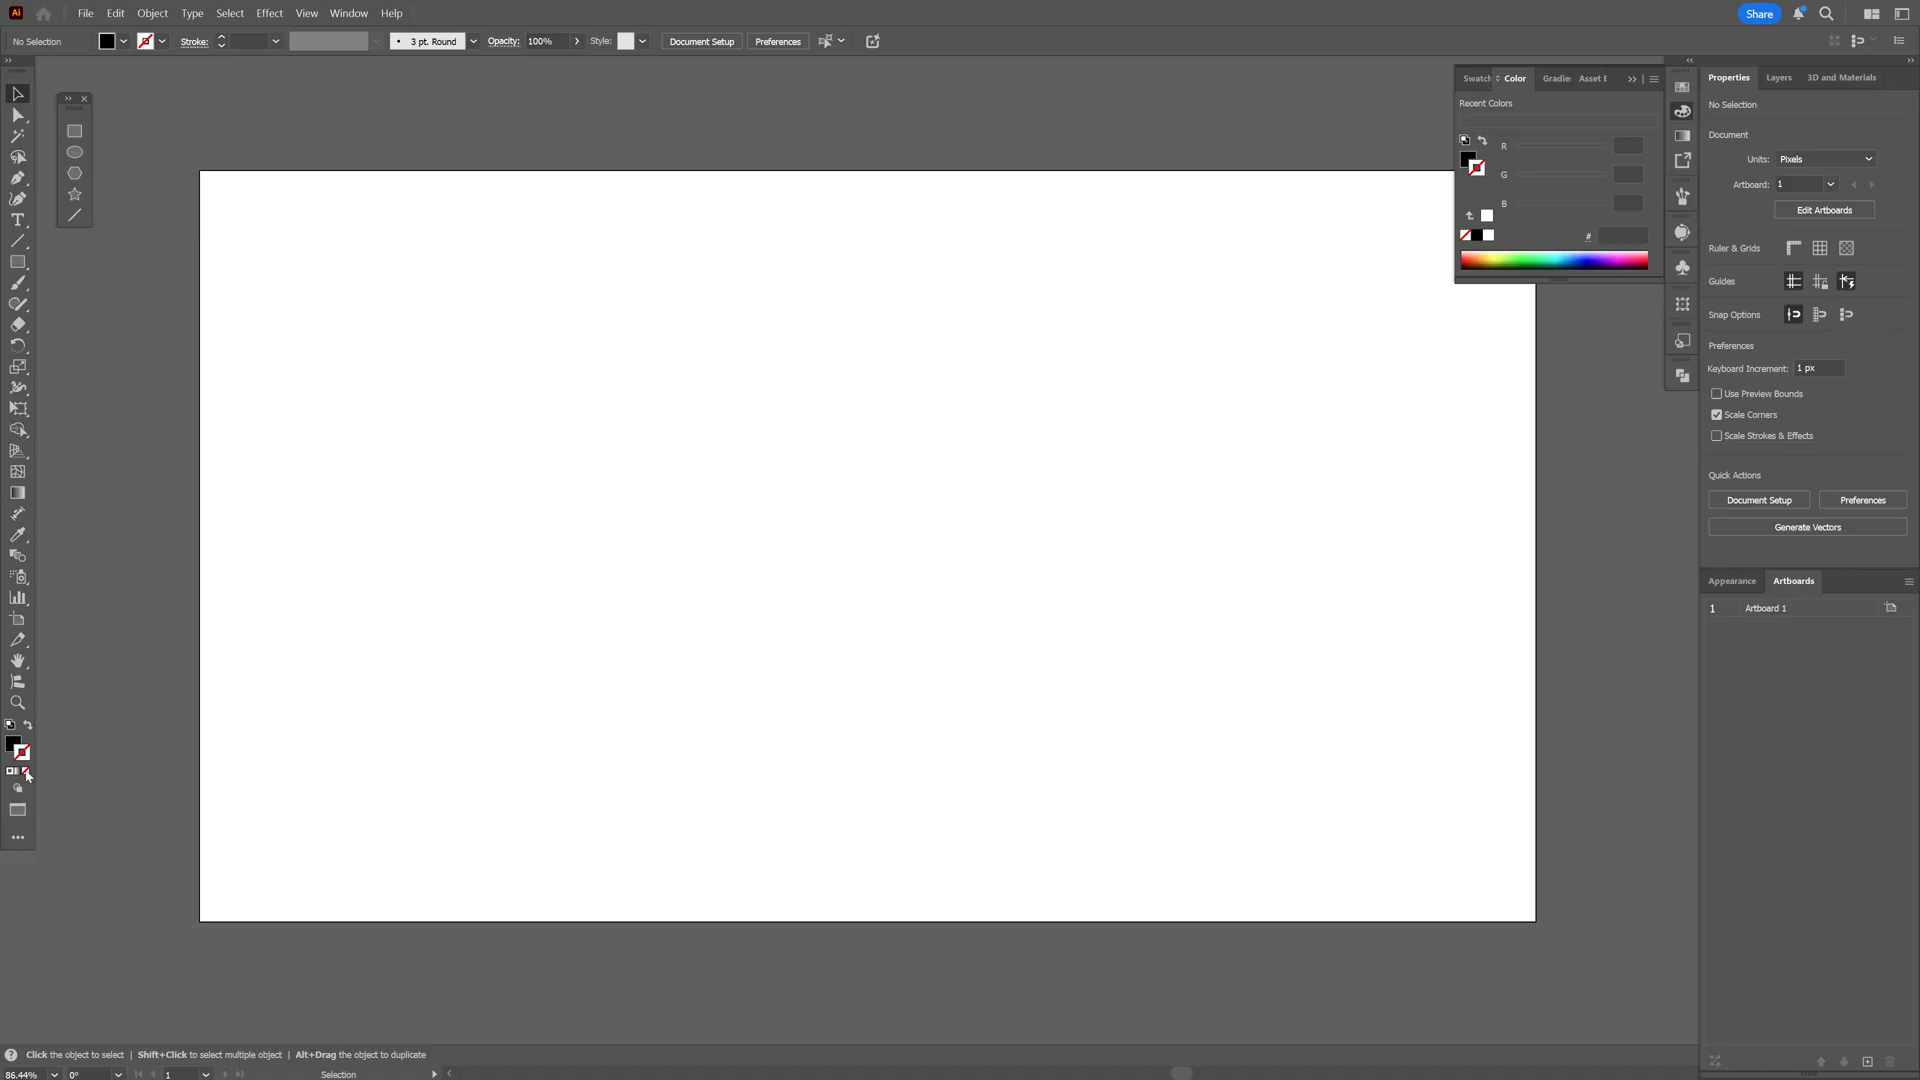 Ai File Edit Object Type Select Effect View Window Help Share
No Selection Stroke: 3 pt. Round Opacity: 100% Style: Document Setup Preferences
Swatch Color Gradie Asset E
Recent Colors
R
G
B
#
Properties Layers 3D and Materials
No Selection
Document
Units: Pixels
Artboard: 1
Edit Artboards
Ruler & Grids
Guides
Snap Options
Preferences
Keyboard Increment: 1 px
Use Preview Bounds
Scale Corners
Scale Strokes & Effects
Quick Actions
Document Setup Preferences
Generate Vectors
Appearance Artboards
1 Artboard 1
Click the object to select | Shift+Click to select multiple object | Alt+Drag the object to duplicate
86.44% 0° 1 Selection